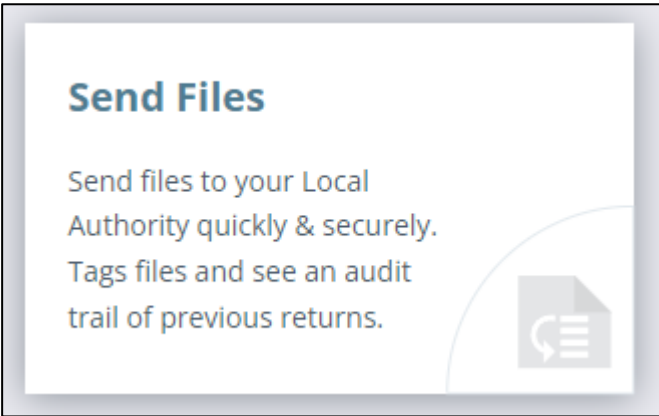 Send Files
Send files to your Local
Authority quickly & securely.
Tags files and see an audit
trail of previous returns.